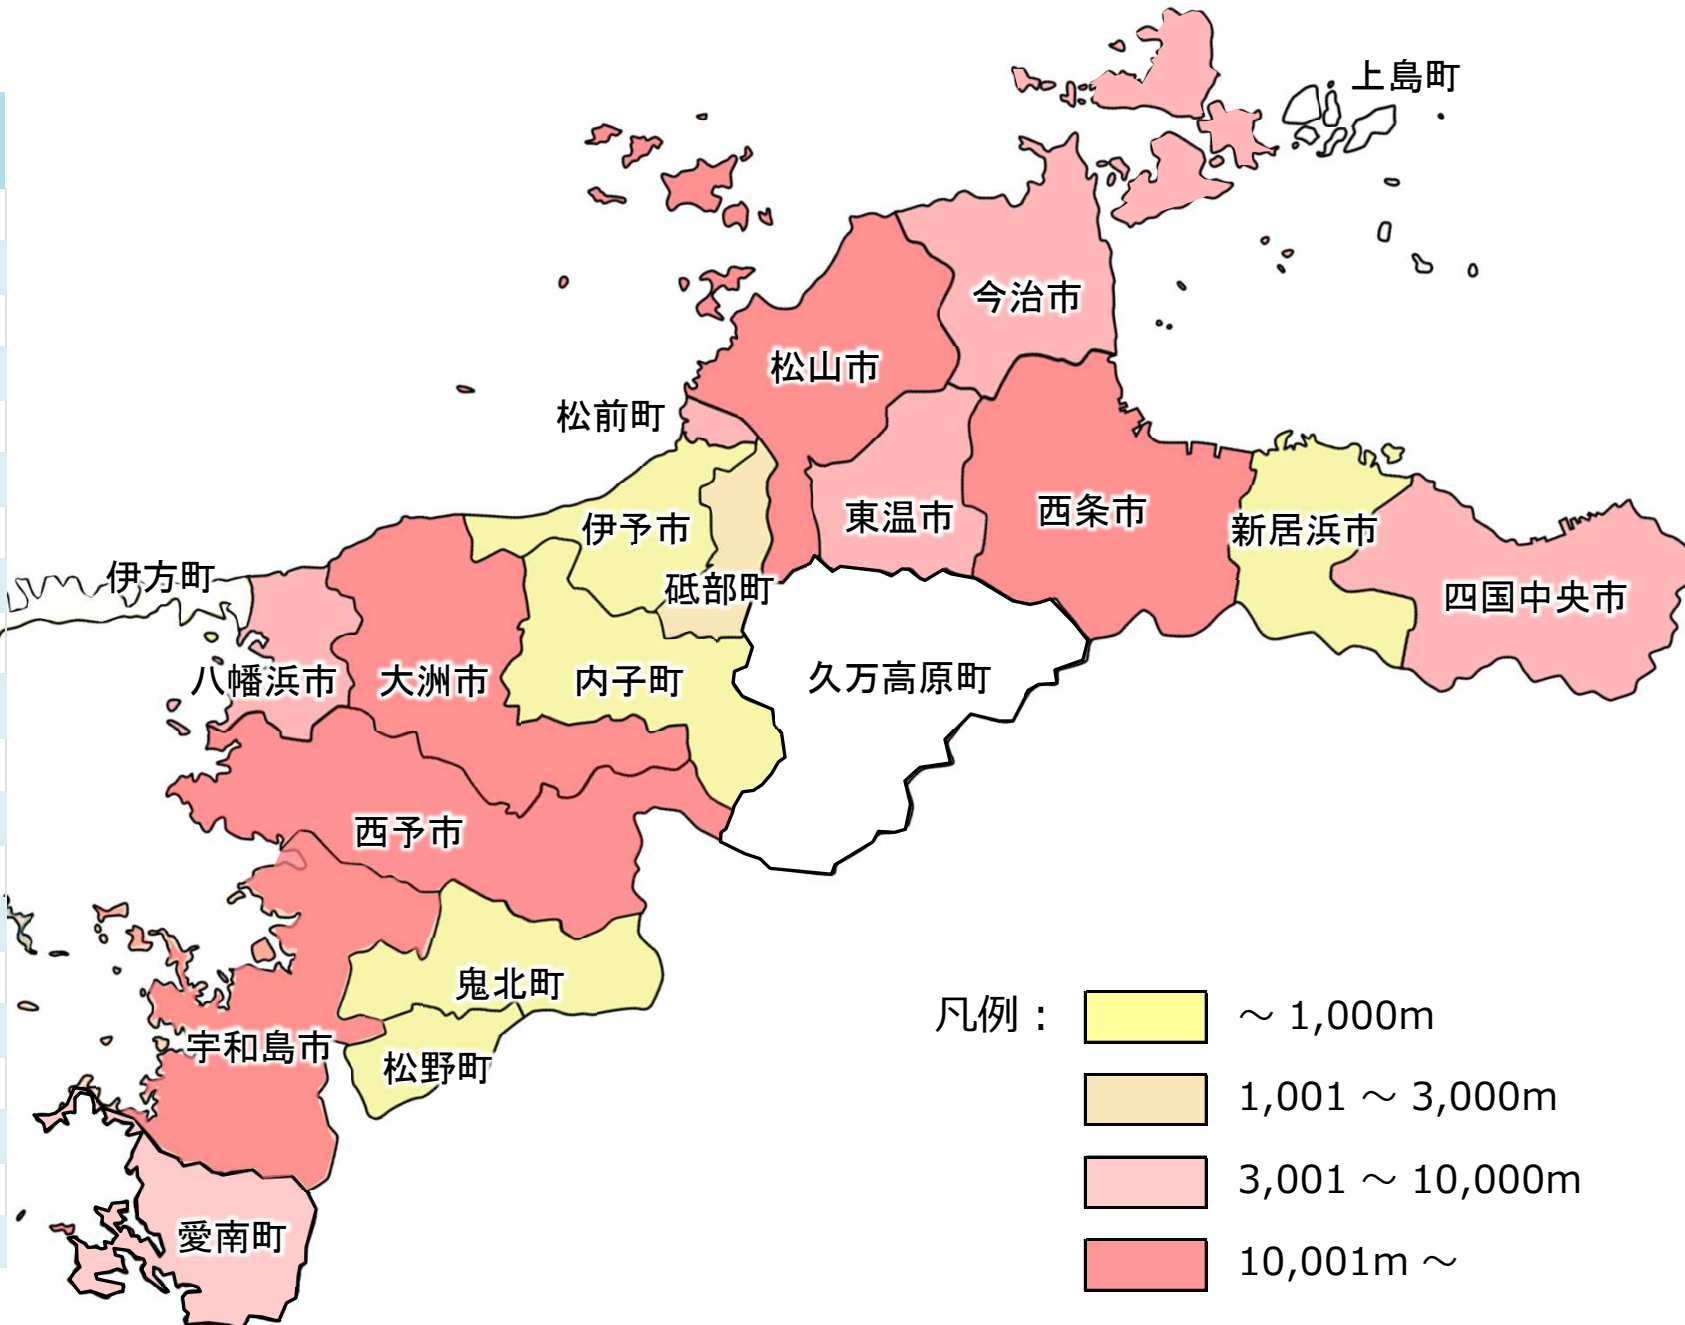 上島町
今治市
松山市
松前町
東温市
西条市
伊予市
新居浜市
伊方町
砥部町
四国中央市
八幡浜市
大洲市
内子町
久万高原町
西予市
鬼北町
宇和島市
松野町
愛南町
凡例：
～ 1,000m
1,001 ～ 3,000m
3,001 ～ 10,000m
10,001m ～